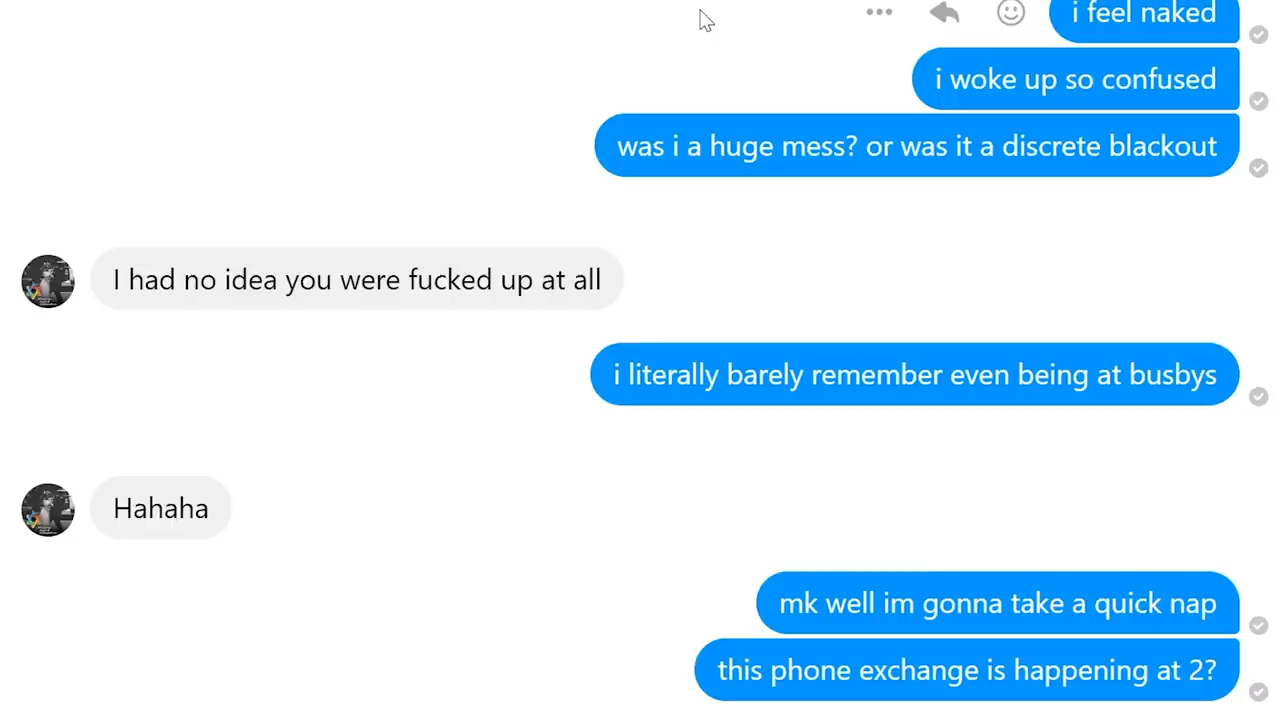 i feel naked
i woke up so confused
was i a huge mess? or was it a discrete blackout
I had no idea you were fucked up at all
i literally barely remember even being at busbys
Hahaha
mk well im gonna take a quick nap
this phone exchange is happening at 2?